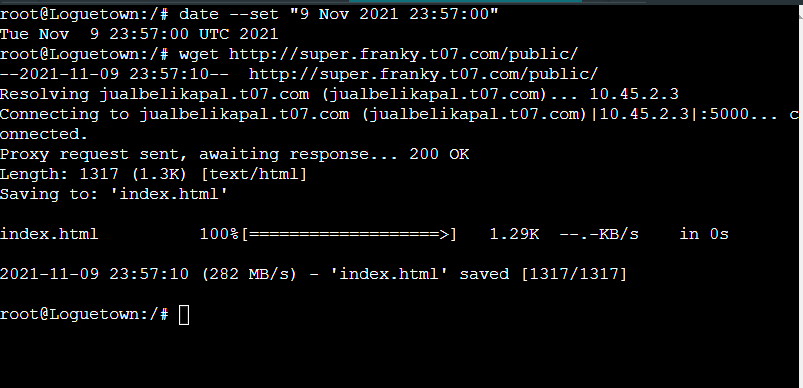 root@Loguetown:/# date --set "9 Nov 2021 23:57:00"
Tue Nov  9 23:57:00 UTC 2021
root@Loguetown:/# wget http://super.franky.t07.com/public/
--2021-11-09 23:57:10--  http://super.franky.t07.com/public/
Resolving jualbelikapal.t07.com (jualbelikapal.t07.com)... 10.45.2.3
Connecting to jualbelikapal.t07.com (jualbelikapal.t07.com)|10.45.2.3|:5000... c
onnected.
Proxy request sent, awaiting response... 200 OK
Length: 1317 (1.3K) [text/html]
Saving to: 'index.html'
index.html          100%[===================>]   1.29K  --.-KB/s    in 0s
2021-11-09 23:57:10 (282 MB/s) - 'index.html' saved [1317/1317]
root@Loguetown:/#